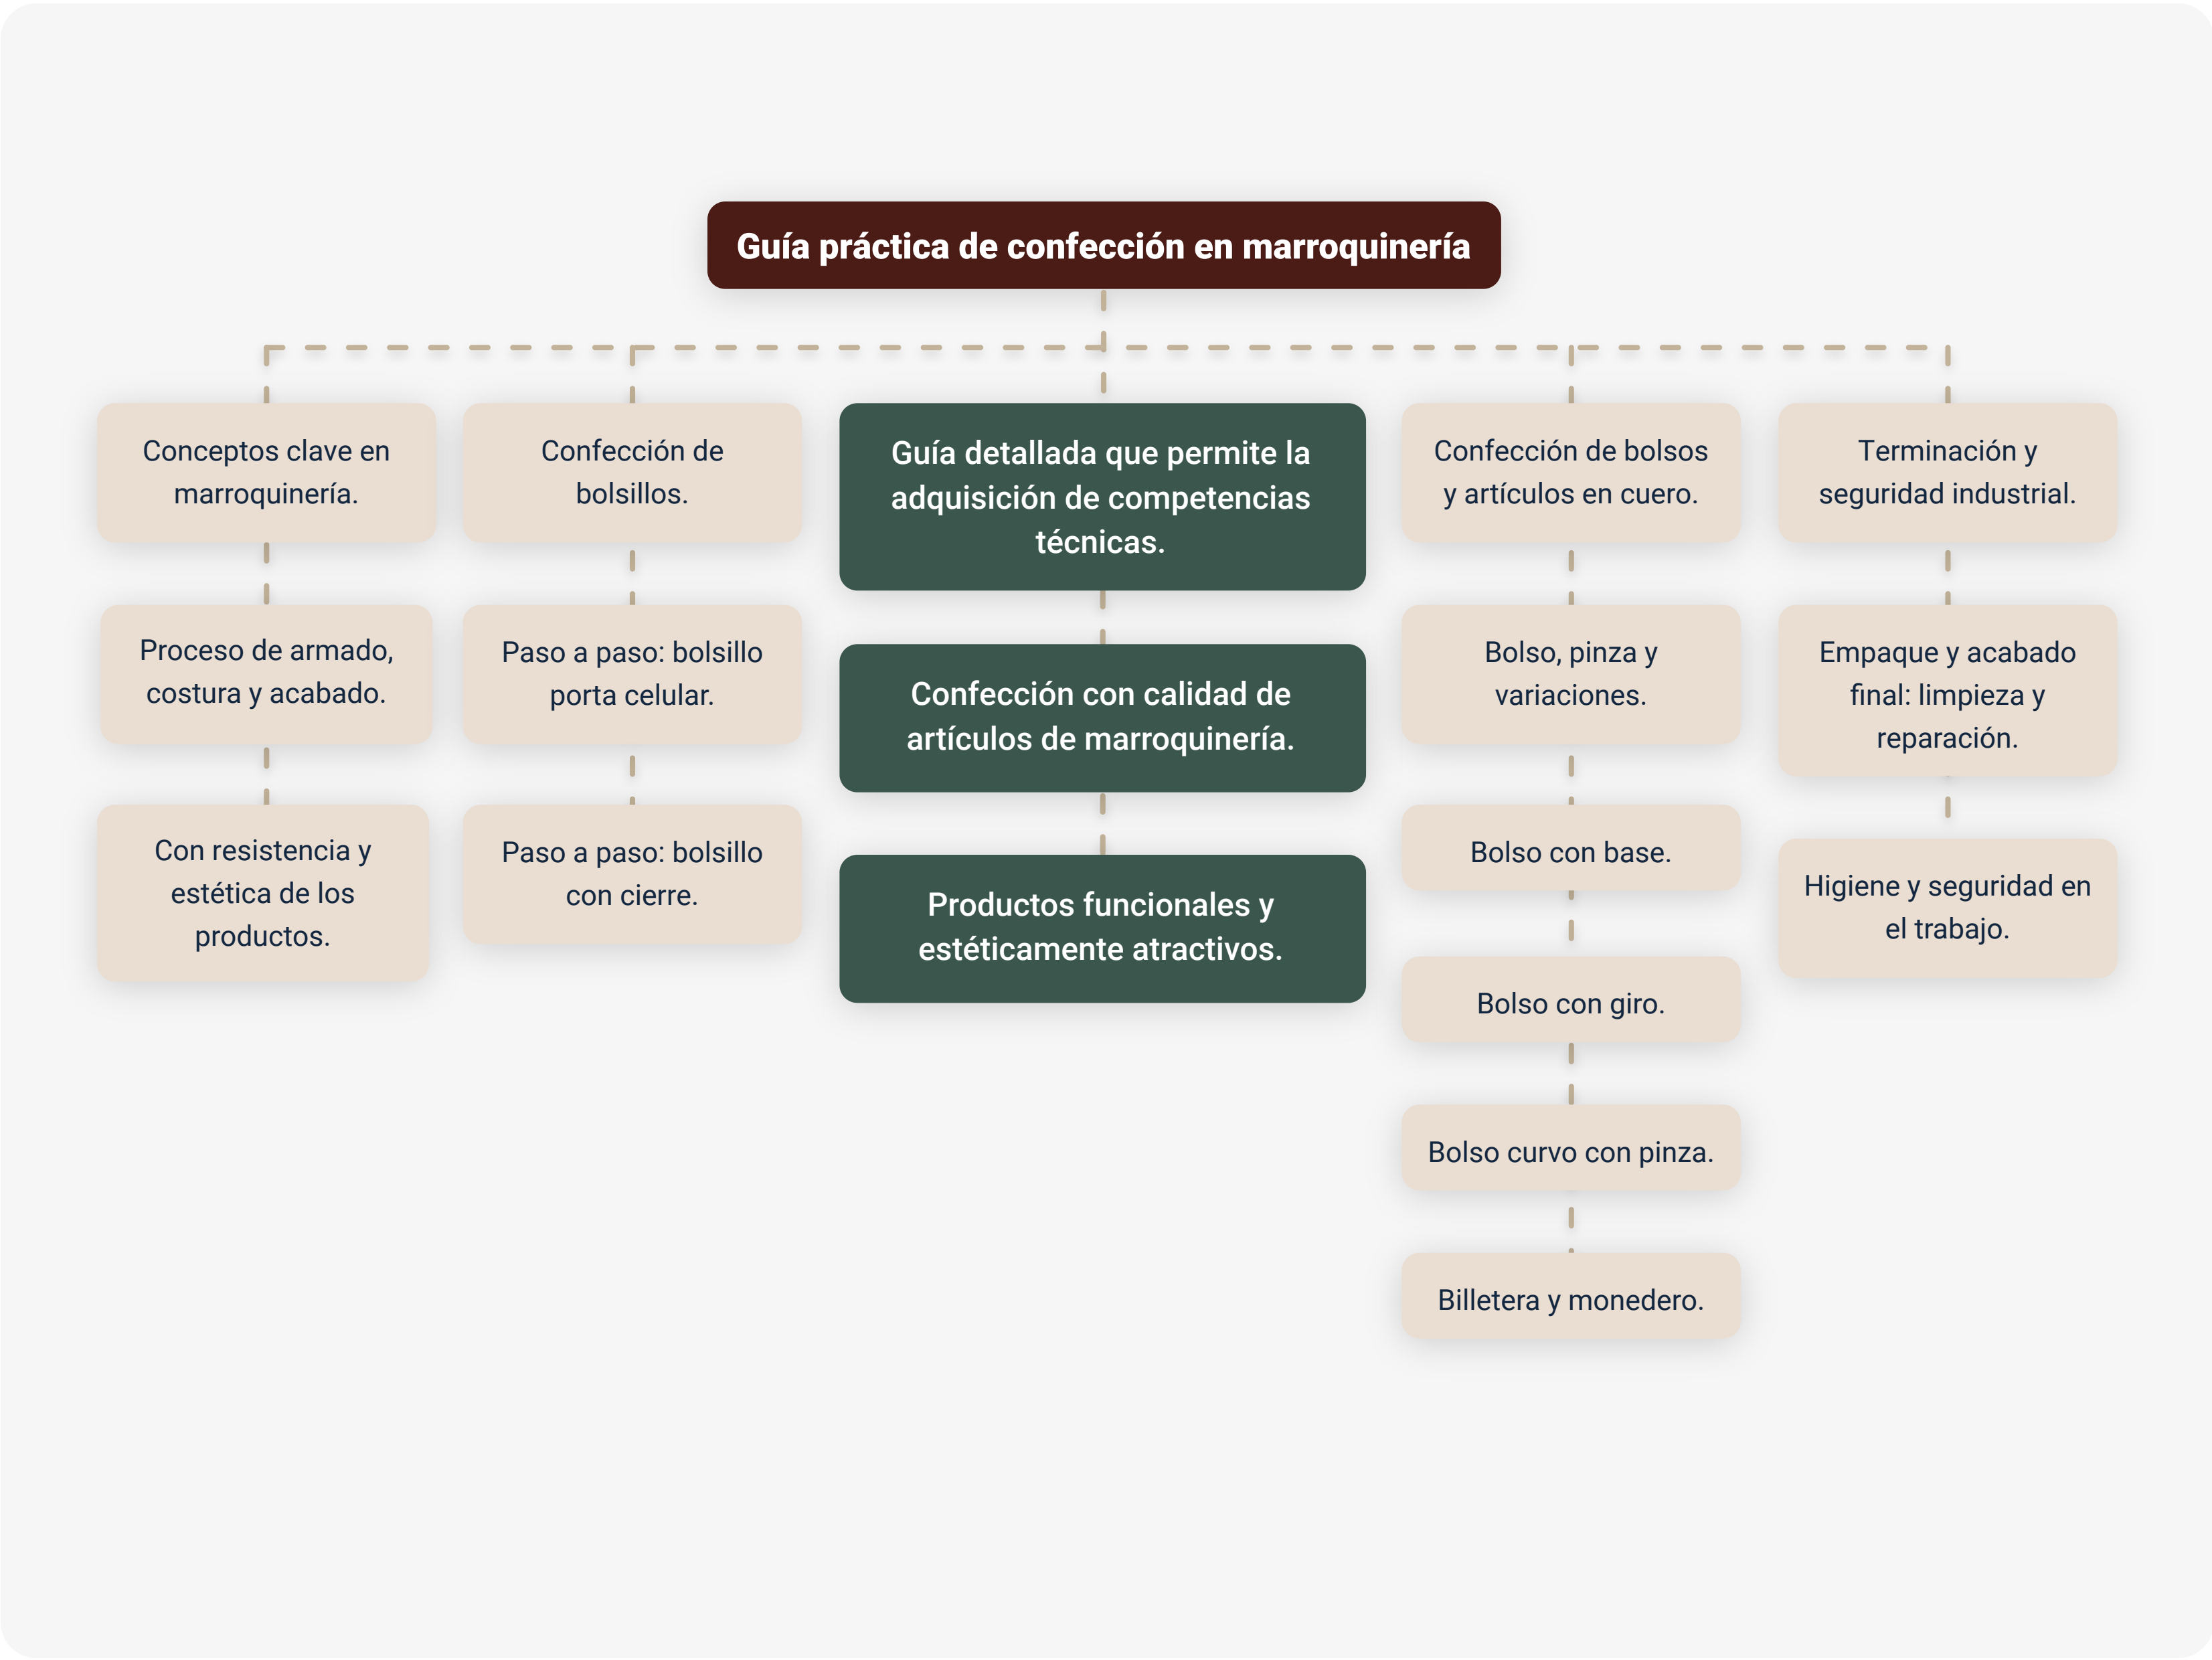 Guía práctica de confección en marroquinería
Conceptos clave en
marroquinería.
Proceso de armado,
costura y acabado.
Con resistencia y
estética de los
productos.
Confección de
bolsillos.
Paso a paso: bolsillo
porta celular.
Paso a paso: bolsillo
con cierre.
Guía detallada que permite la
adquisición de competencias
técnicas.
Confección con calidad de
artículos de marroquinería.
Productos funcionales y
estéticamente atractivos.
Confección de bolsos
y artículos en cuero.
Bolso, pinza y
variaciones.
Bolso con base.
Bolso con giro.
Bolso curvo con pinza.
Billetera y monedero.
Terminación y
seguridad industrial.
Empaque y acabado
final: limpieza y
reparación.
Higiene y seguridad en
el trabajo.